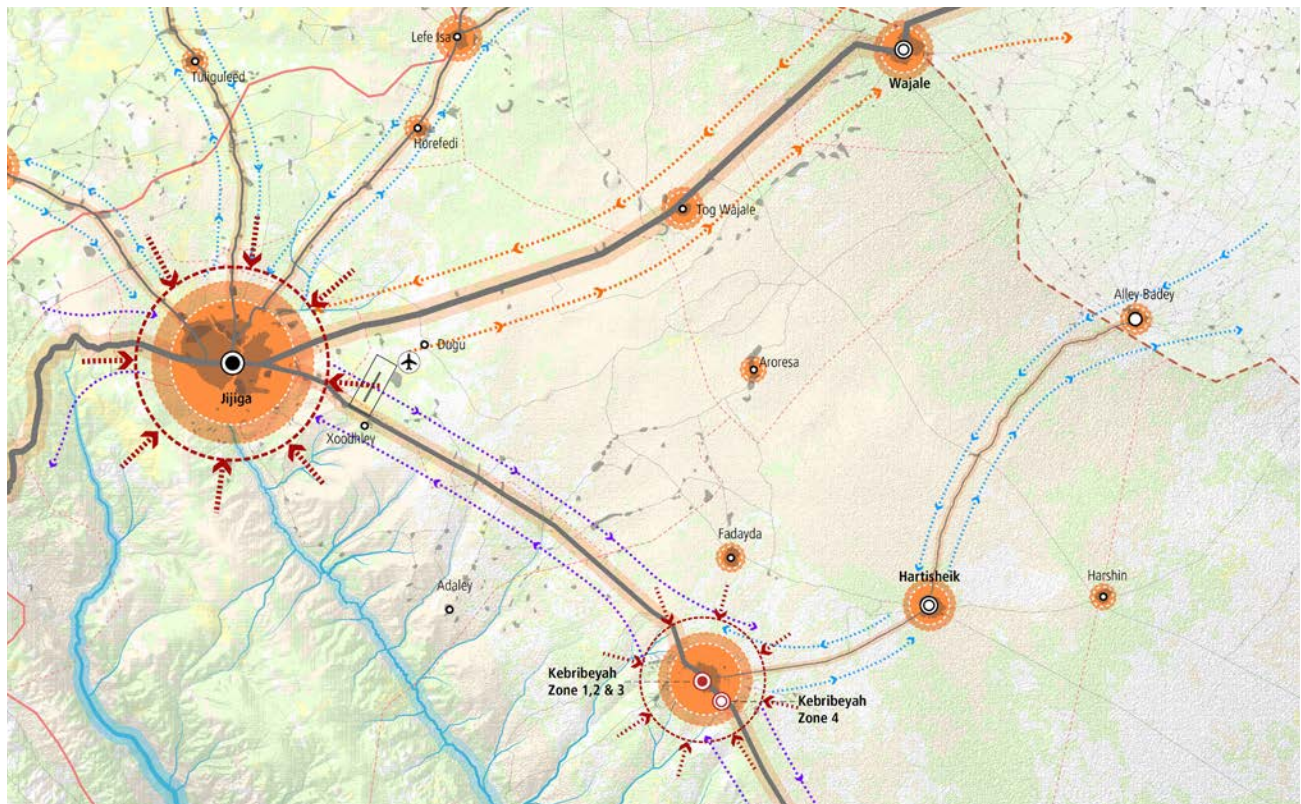 Lefe Isa
Tuliguleed
Wajale
Horefedi
Tog Wajale
Alley Badey
Dugu
Aroresa
Jijiga
Xoodhley
Fadayda
Hartisheik
Harshin
Adaley
Kebribeyah
Zone 1,2 & 3
Kebribeyah
Zone 4